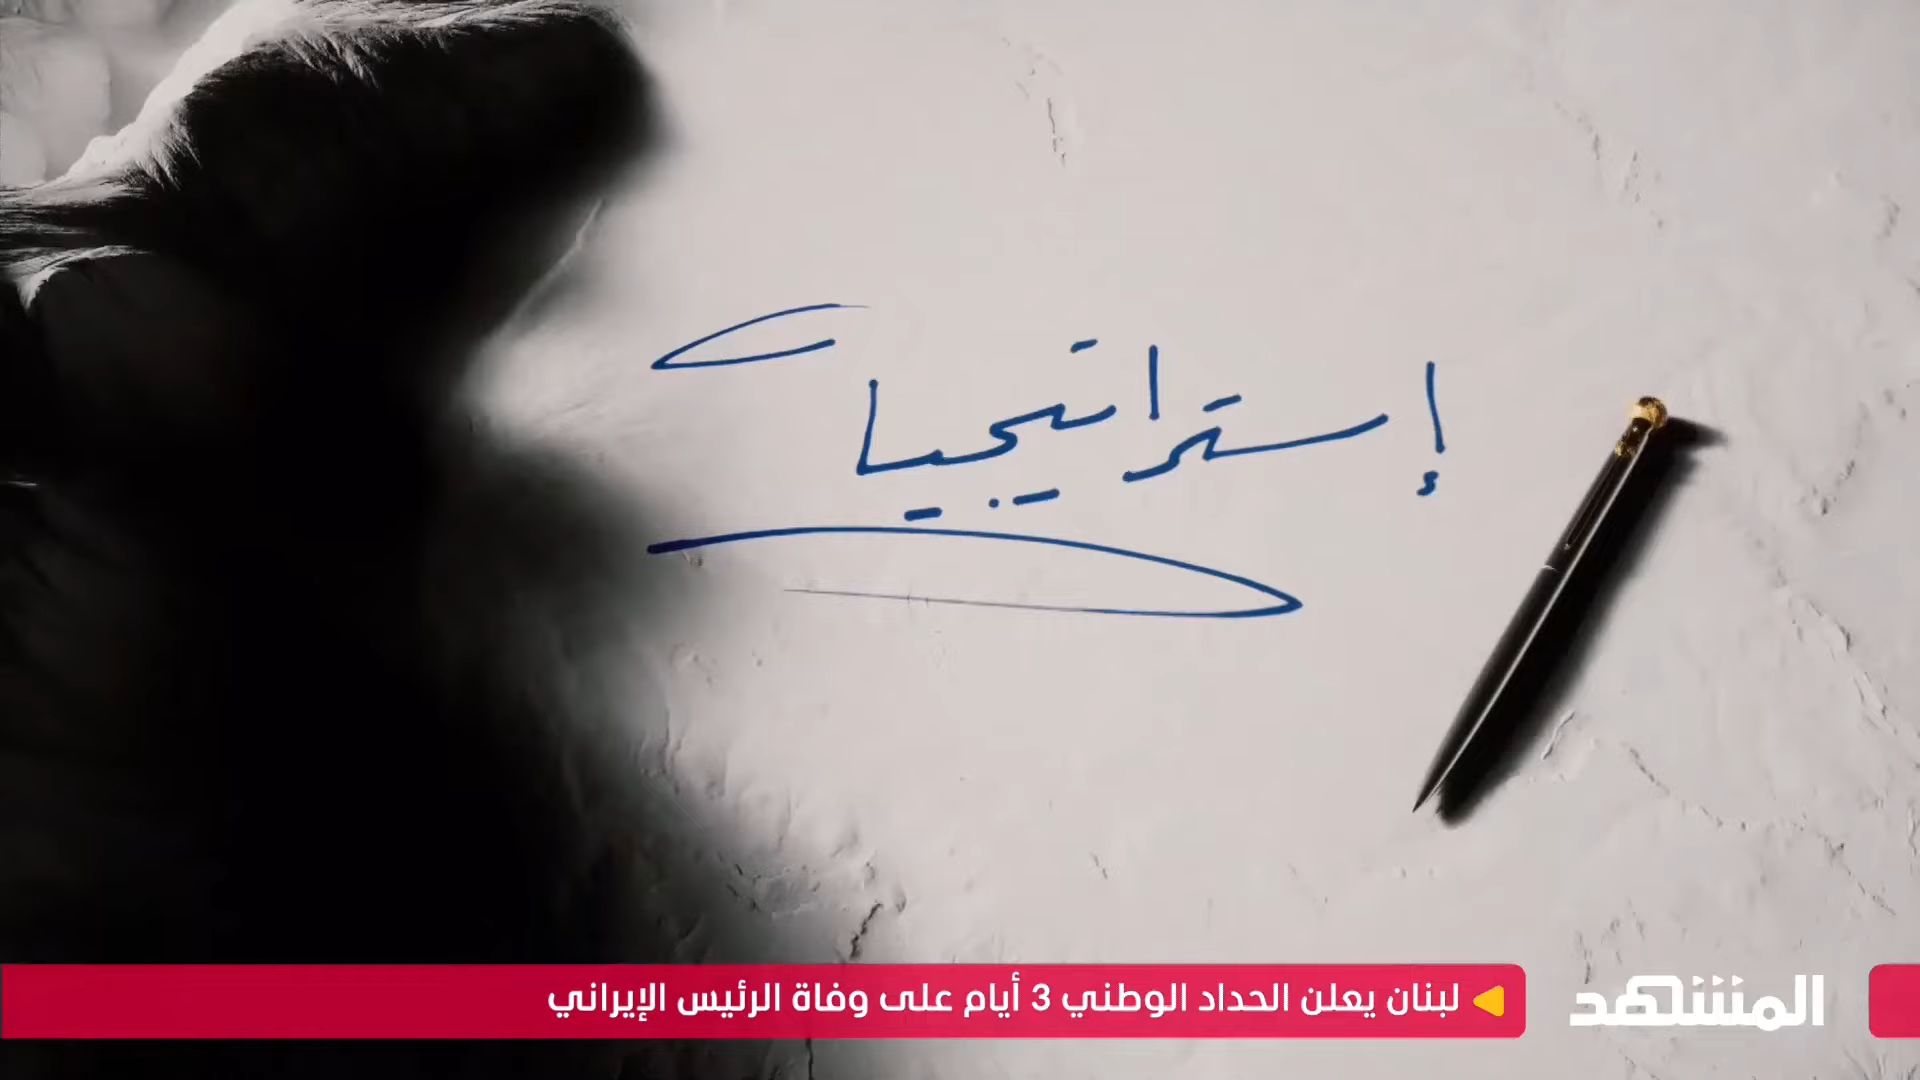 إستراتيجيا
لبنان يعلن الحداد الوطني 3 أيام على وفاة الرئيس الإيراني
المشهد